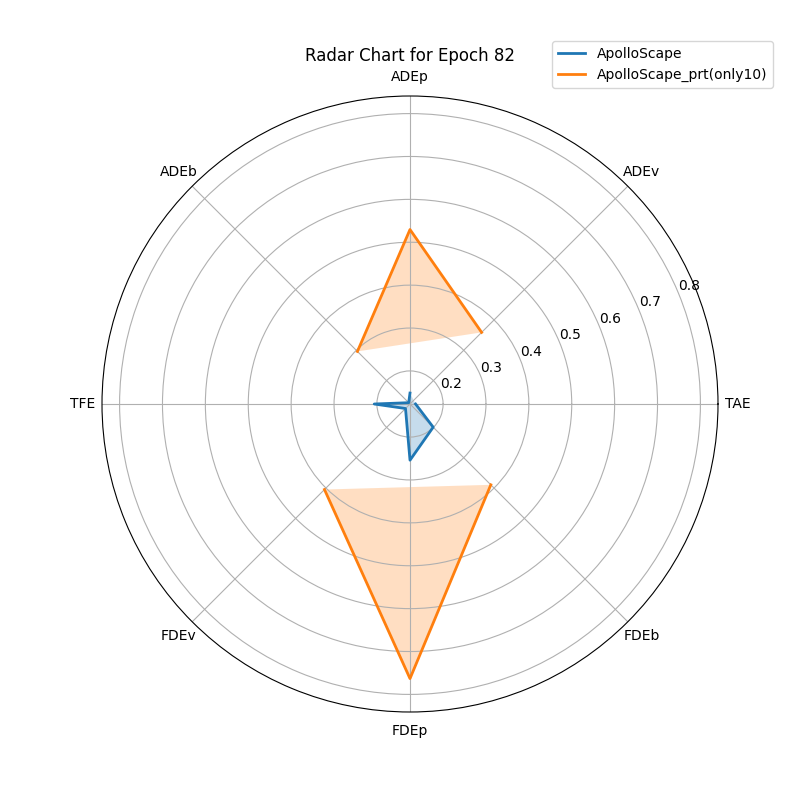 Radar Chart for Epoch 82
ApolloScape
ApolloScape_prt(only10)
ADEp
ADEb
ADEv
0.8
0.7
0.6
0.5
0.4
0.3
0.2
TFE
TAE
FDEv
FDEb
FDEp